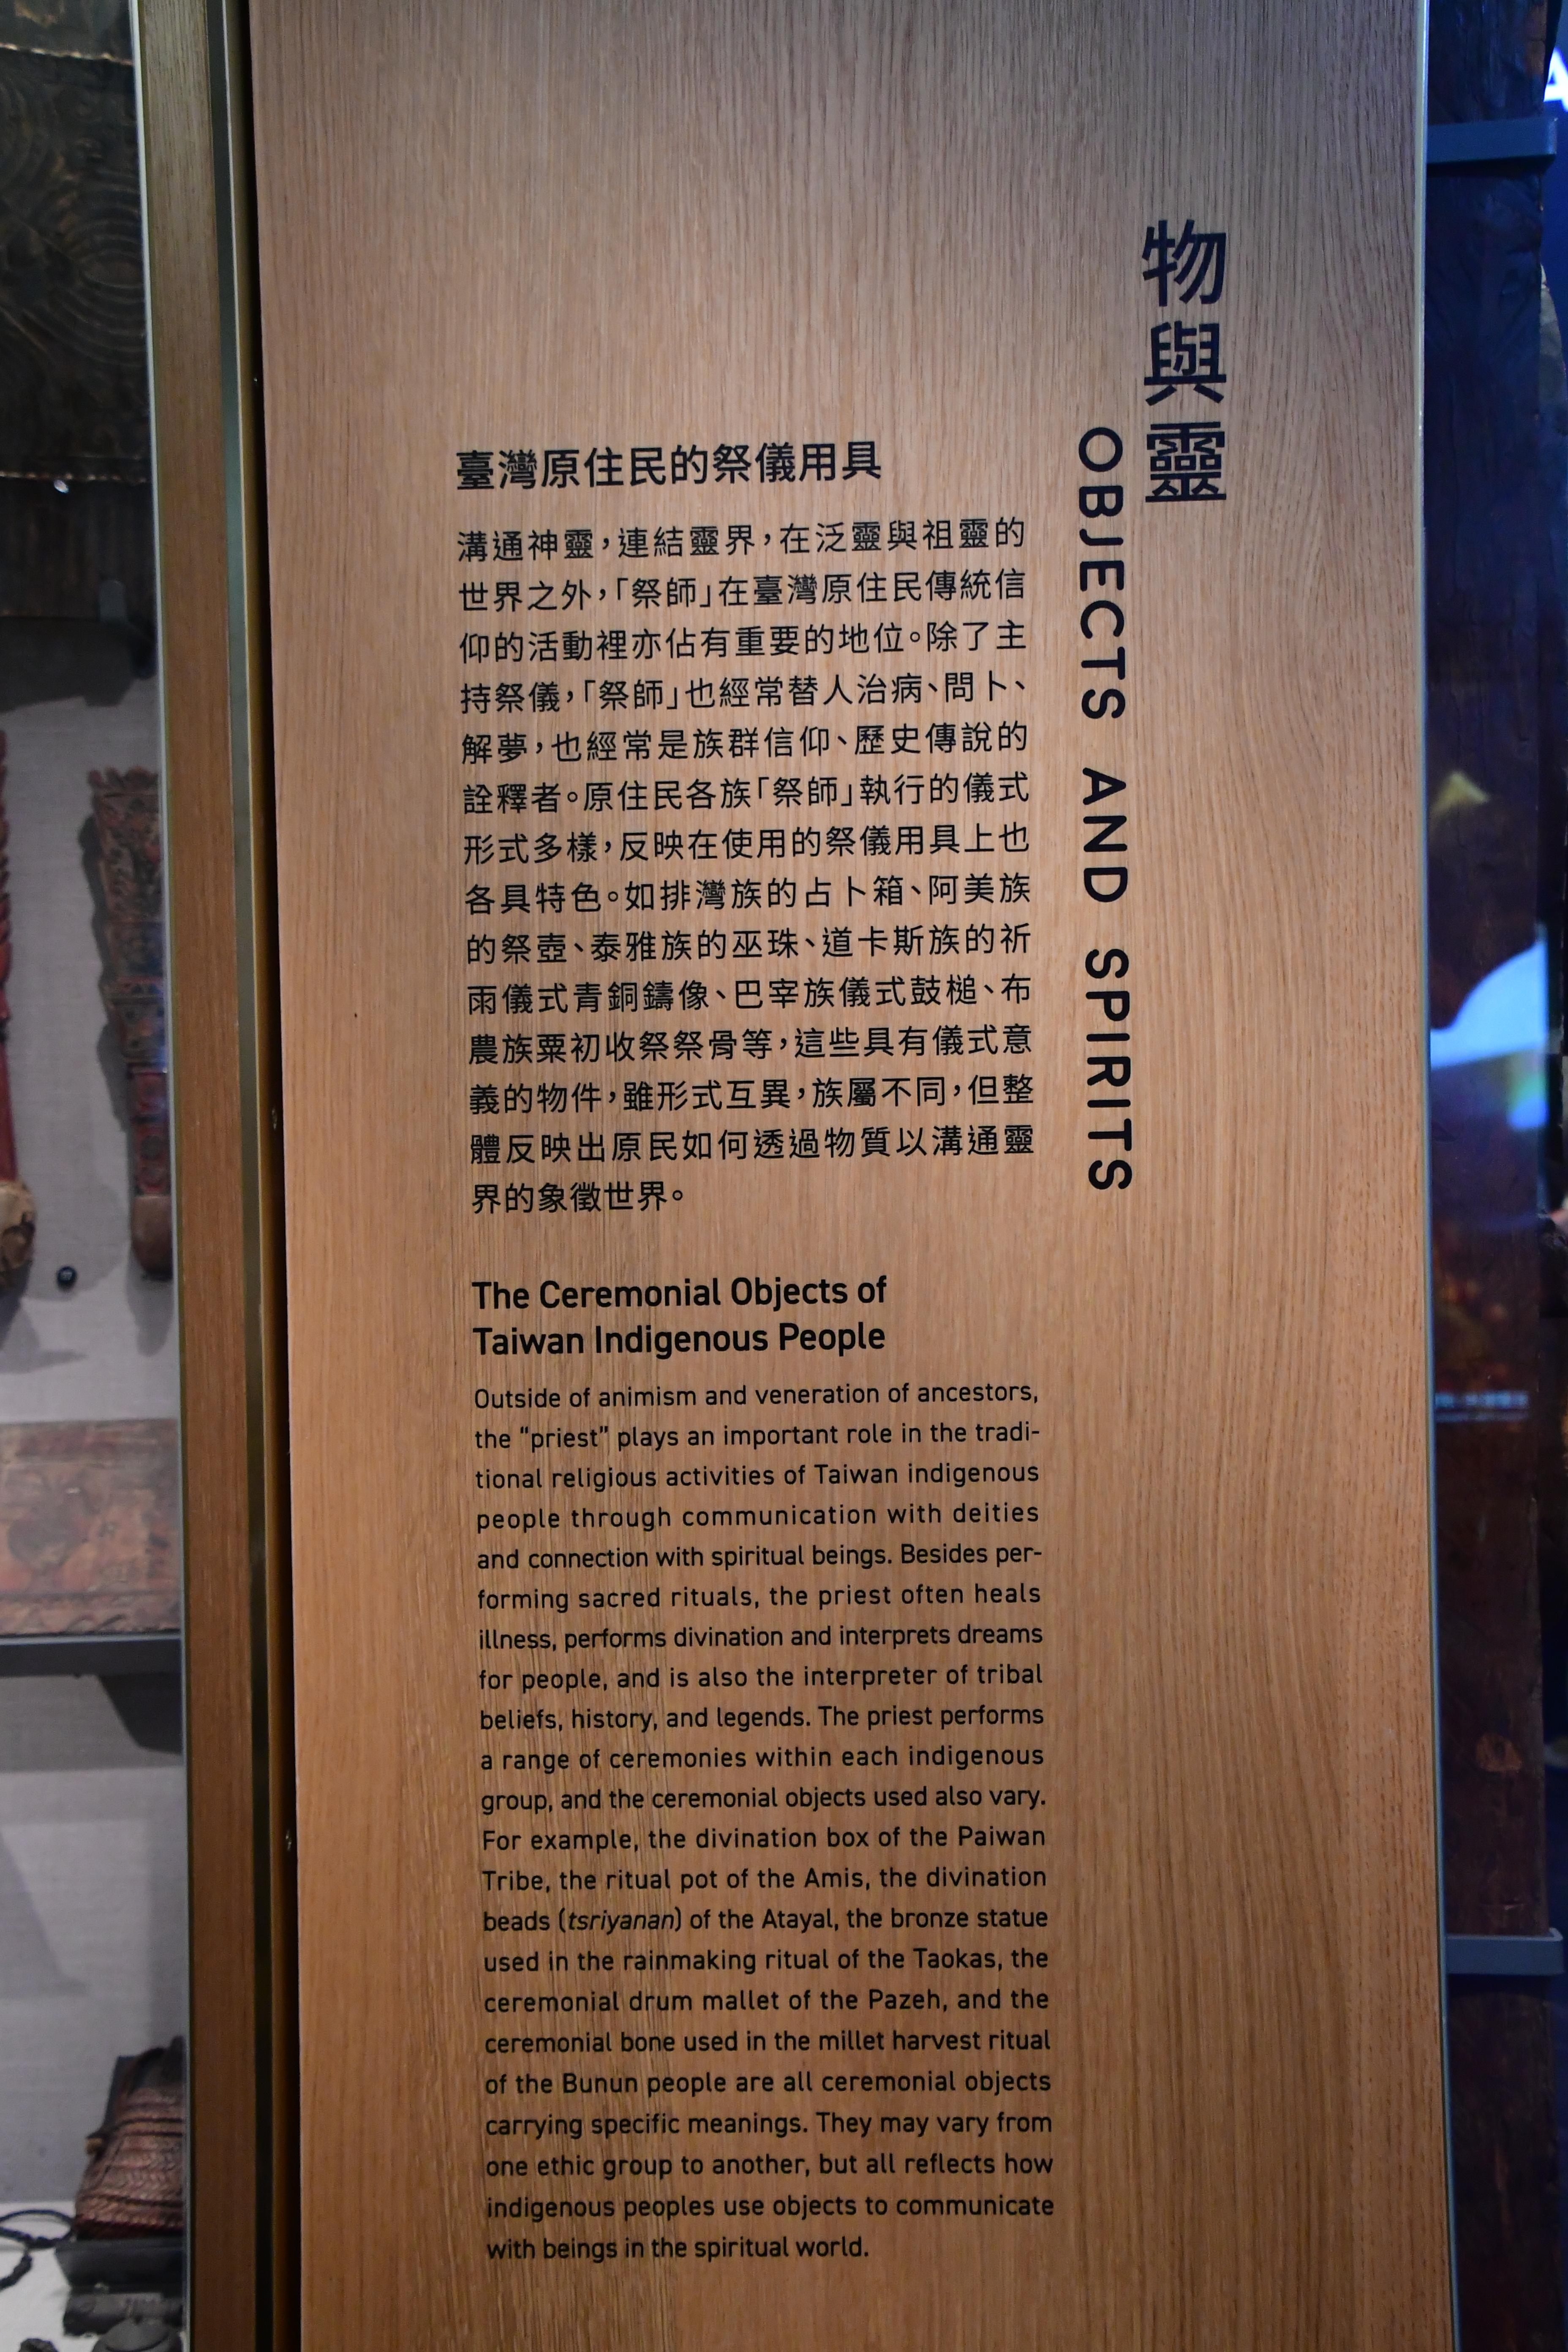 物與靈
OBJECTS AND SPIRITS
臺灣原住民的祭儀用具
溝通神靈，連結靈界，在泛靈與祖靈的
世界之外，「祭師」在臺灣原住民傳統信
仰的活動裡亦佔有重要的地位。除了主
持祭儀，「祭師」也經常替人治病、問卜、
解夢，也經常是族群信仰、歷史傳說的
詮釋者。原住民各族「祭師」執行的儀式
形式多樣，反映在使用的祭儀用具上也
各具特色。如排灣族的占卜箱、阿美族
的祭壺、泰雅族的巫珠、道卡斯族的祈
雨儀式青銅鑄像、巴宰族儀式鼓槌、布
農族粟初收祭祭骨等，這些具有儀式意
義的物件，雖形式互異，族屬不同，但整
體反映出原民如何透過物質以溝通靈
界的象徵世界。
The Ceremonial Objects of
Taiwan Indigenous People
Outside of animism and veneration of ancestors,
the “priest” plays an important role in the tradi-
tional religious activities of Taiwan indigenous
people through communication with deities
and connection with spiritual beings. Besides per-
forming sacred rituals, the priest often heals
illness, performs divination and interprets dreams
for people, and is also the interpreter of tribal
beliefs, history, and legends. The priest performs
a range of ceremonies within each indigenous
group, and the ceremonial objects used also vary.
For example, the divination box of the Paiwan
Tribe, the ritual pot of the Amis, the divination
beads (tsriyanan) of the Atayal, the bronze statue
used in the rainmaking ritual of the Taokas, the
ceremonial drum mallet of the Pazeh, and the
ceremonial bone used in the millet harvest ritual
of the Bunun people are all ceremonial objects
carrying specific meanings. They may vary from
one ethic group to another, but all reflects how
indigenous peoples use objects to communicate
with beings in the spiritual world.